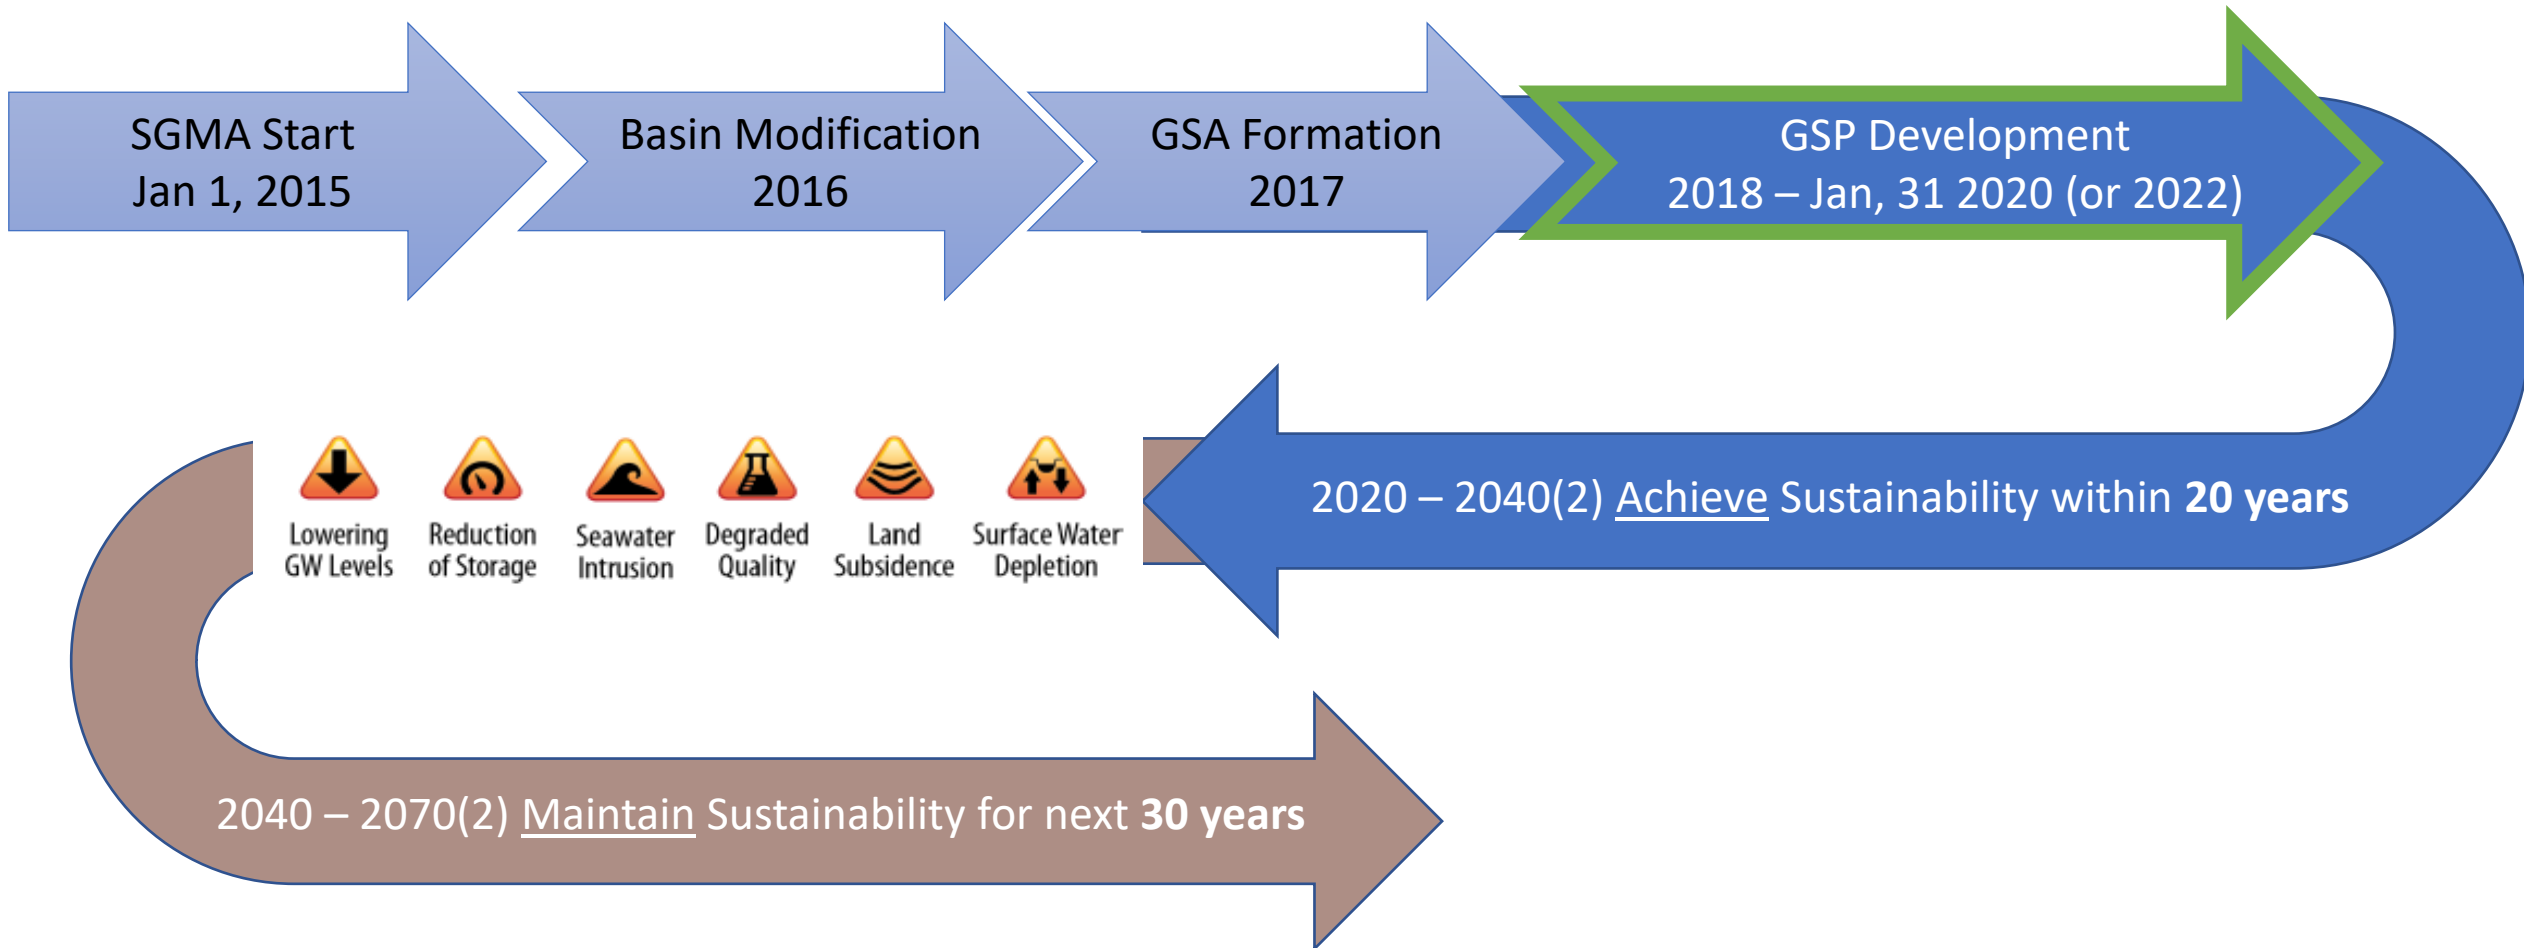 SGMA Start
Jan 1, 2015
Basin Modification
2016
GSA Formation
2017
GSP Development
2018 – Jan, 31 2020 (or 2022)
2020 – 2040(2) Achieve Sustainability within 20 years
Lowering
GW Levels
Reduction
of Storage
Seawater
Intrusion
Degraded
Quality
Land
Subsidence
Surface Water
Depletion
2040 – 2070(2) Maintain Sustainability for next 30 years